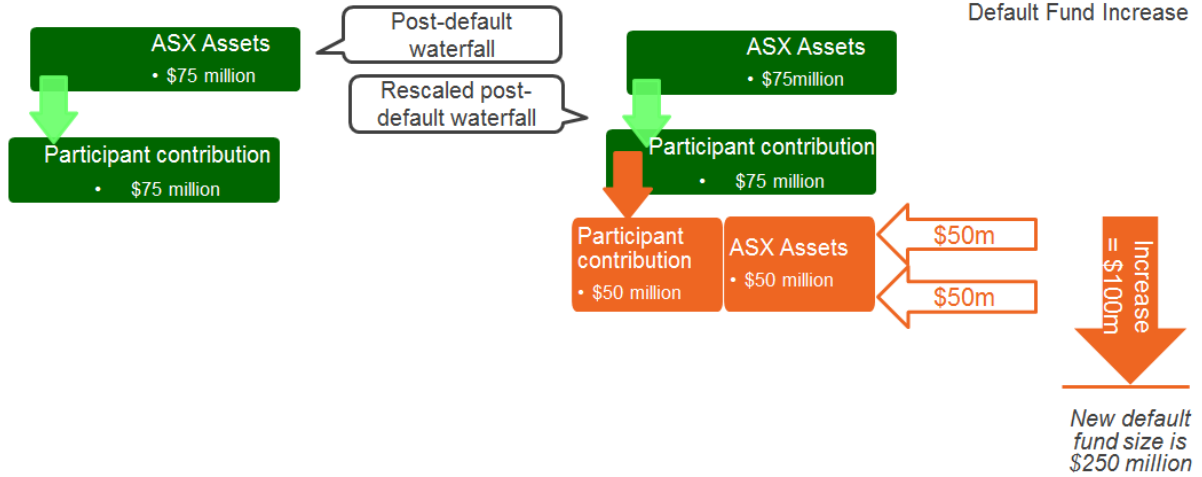 Default Fund Increase
ASX Assets
• $75 million
Post-default
waterfall
ASX Assets
• $75million
Rescaled post-
default waterfall
Participant contribution
• $75 million
Participant contribution
• $75 million
Participant
contribution
• $50 million
ASX Assets
• $50 million
$50m
$50m
Increase
= $100m
New default
fund size is
$250 million